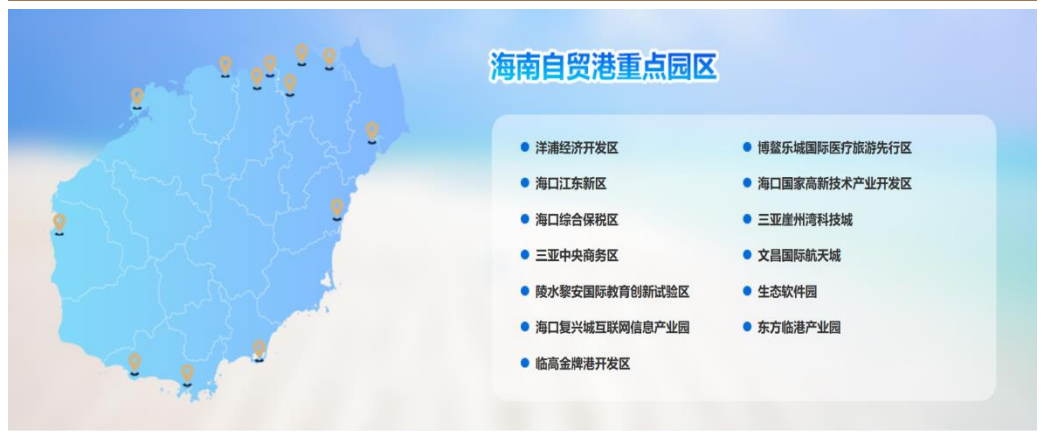 海南自贸港重点园区
洋浦经济开发区
博鳌乐城国际医疗旅游先行区
海口江东新区
海口国家高新技术产业开发区
海口综合保税区
三亚崖州湾科技城
三亚中央商务区
文昌国际航天城
陵水黎安国际教育创新试验区
生态软件园
海口复兴城互联网信息产业园
东方临港产业园
临高金牌港开发区